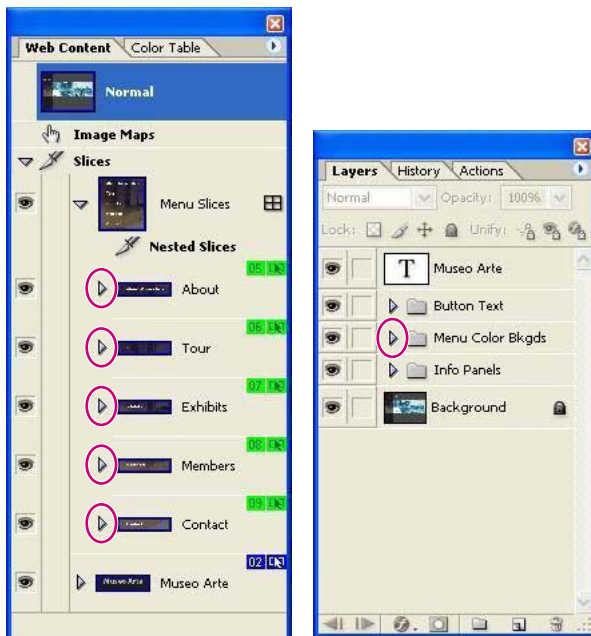 Web Content Color Table
Normal
Image Maps
Slices
Menu Slices
Nested Slices
05
About
06
Tour
07
Exhibits
08
Members
09
Contact
02
Museo Arte Museo Arte
Layers History Actions
Normal Opacity: 100%
Lock: Unify:
T Museo Arte
Button Text
Menu Color Bkgds
Info Panels
Background